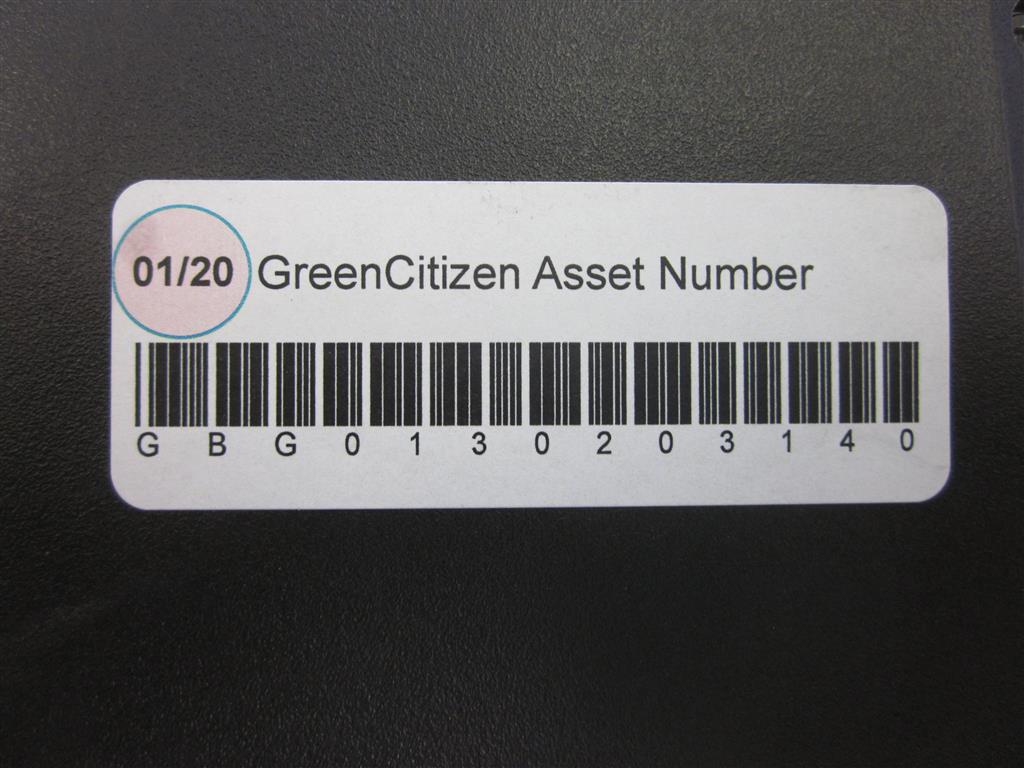 01/20 GreenCitizen Asset Number
G B G 0 1 3 0 2 0 3 1 4 0